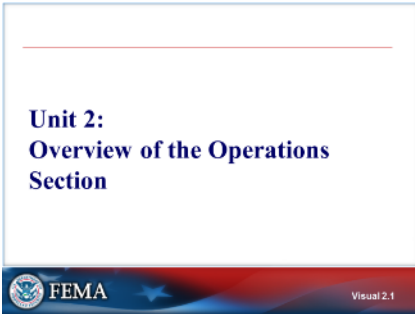 Unit 2:
Overview of the Operations
Section
FEMA
Visual 2.1